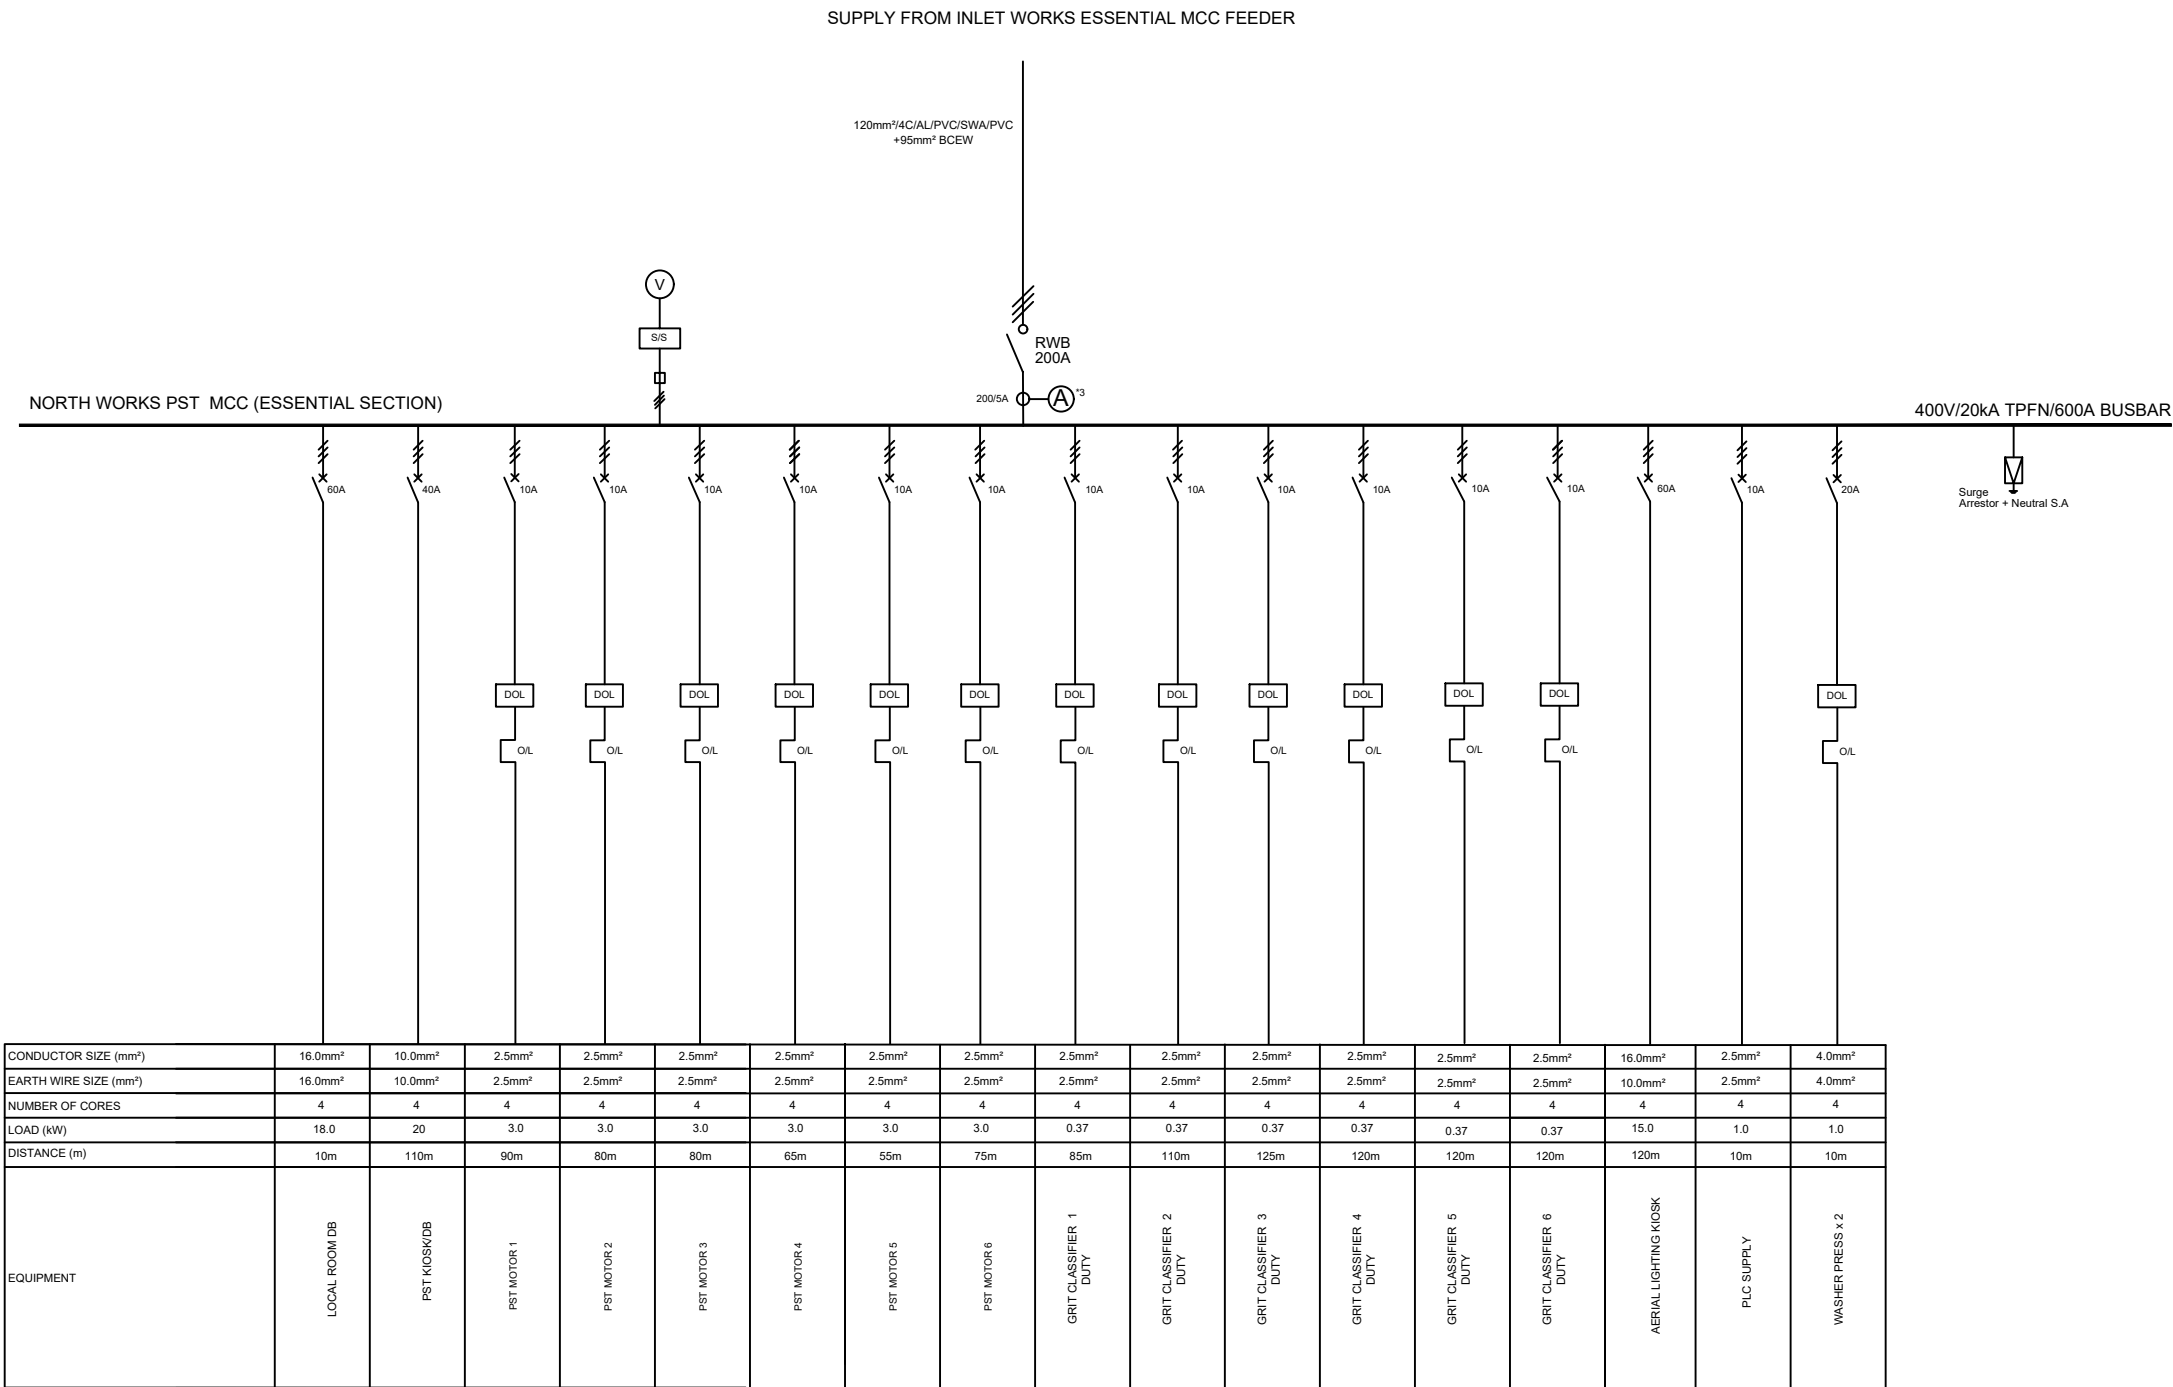 SUPPLY FROM INLET WORKS ESSENTIAL MCC FEEDER
120mm²/4C/AL/PVC/SWA/PVC
+95mm² BCEW
V
S/S
RWB
200A
200/5A A *3
NORTH WORKS PST MCC (ESSENTIAL SECTION)
400V/20kA TPFN/600A BUSBAR
60A 40A 10A 10A 10A 10A 10A 10A 10A 10A 10A 10A 10A 10A 60A 10A 20A
Surge
Arrestor + Neutral S.A
DOL DOL DOL DOL DOL DOL DOL DOL DOL DOL DOL DOL DOL
O/L O/L O/L O/L O/L O/L O/L O/L O/L O/L O/L O/L O/L
CONDUCTOR SIZE (mm²) 16.0mm² 10.0mm² 2.5mm² 2.5mm² 2.5mm² 2.5mm² 2.5mm² 2.5mm² 2.5mm² 2.5mm² 2.5mm² 2.5mm² 2.5mm² 2.5mm² 16.0mm² 2.5mm² 4.0mm²
EARTH WIRE SIZE (mm²) 16.0mm² 10.0mm² 2.5mm² 2.5mm² 2.5mm² 2.5mm² 2.5mm² 2.5mm² 2.5mm² 2.5mm² 2.5mm² 2.5mm² 2.5mm² 2.5mm² 10.0mm² 2.5mm² 4.0mm²
NUMBER OF CORES 4 4 4 4 4 4 4 4 4 4 4 4 4 4 4 4 4
LOAD (kW) 18.0 20 3.0 3.0 3.0 3.0 3.0 3.0 0.37 0.37 0.37 0.37 0.37 0.37 15.0 1.0 1.0
DISTANCE (m) 10m 110m 90m 80m 80m 65m 55m 75m 85m 110m 125m 120m 120m 120m 120m 10m 10m
EQUIPMENT
LOCAL ROOM DB
PST KIOSK/DB
PST MOTOR 1
PST MOTOR 2
PST MOTOR 3
PST MOTOR 4
PST MOTOR 5
PST MOTOR 6
GRIT CLASSIFIER 1
DUTY
GRIT CLASSIFIER 2
DUTY
GRIT CLASSIFIER 3
DUTY
GRIT CLASSIFIER 4
DUTY
GRIT CLASSIFIER 5
DUTY
GRIT CLASSIFIER 6
DUTY
AERIAL LIGHTING KIOSK
PLC SUPPLY
WASHER PRESS x 2